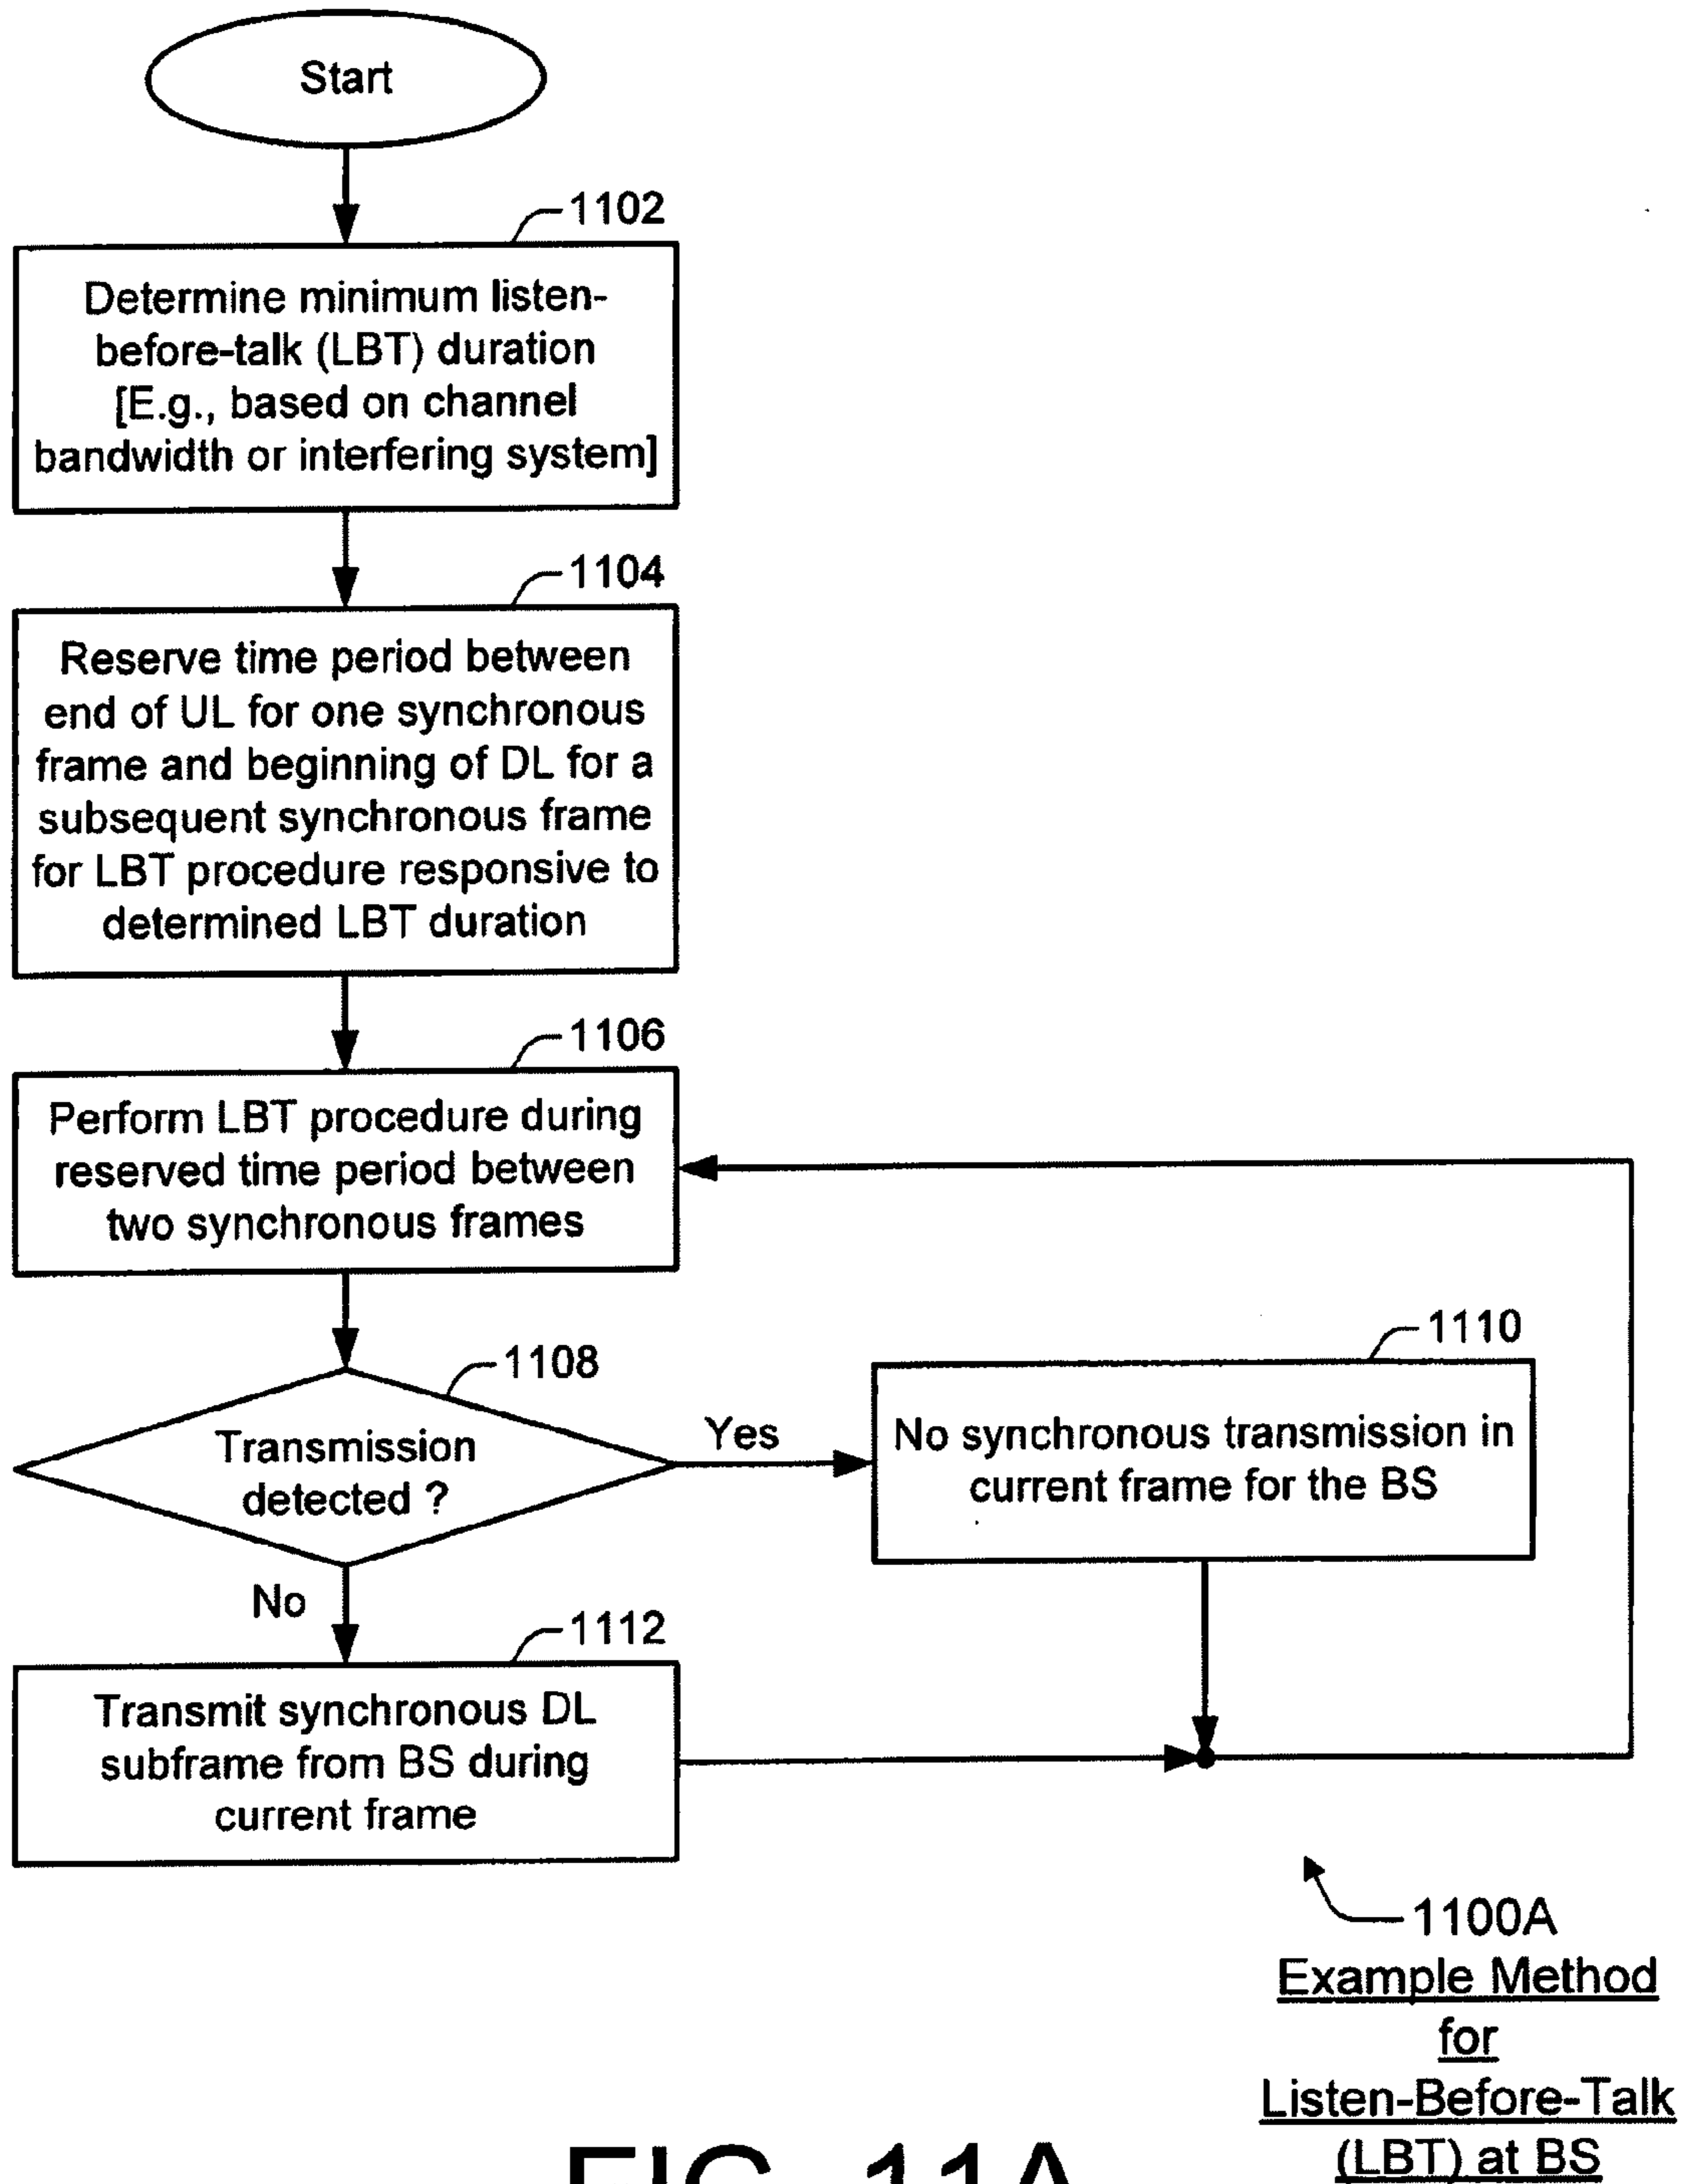 Start
1102
Determine minimum listen-
before-talk (LBT) duration
[E.g., based on channel
bandwidth or interfering system]
1104
Reserve time period between
end of UL for one synchronous
frame and beginning of DL for a
subsequent synchronous frame
for LBT procedure responsive to
determined LBT duration
1106
Perform LBT procedure during
reserved time period between
two synchronous frames
1108
Transmission
detected ?
Yes
1110
No synchronous transmission in
current frame for the BS
No
1112
Transmit synchronous DL
subframe from BS during
current frame
1100A
Example Method
for
Listen-Before-Talk
(LBT) at BS
FIG. 11A